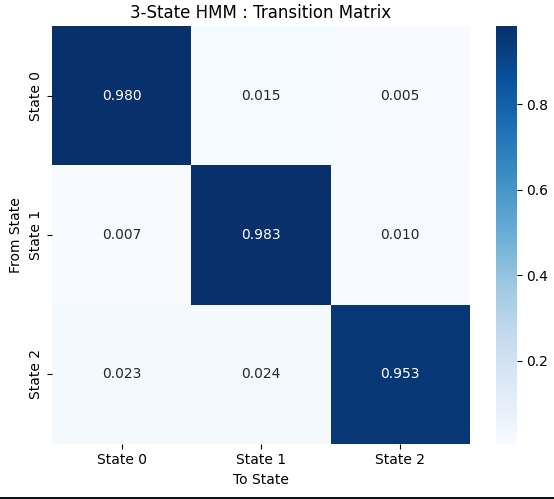 3-State HMM : Transition Matrix
State 0
0.980
0.015
0.005
0.8
0.6
From State
State 1
0.007
0.983
0.010
0.4
State 2
0.023
0.024
0.953
0.2
State 0
State 1
State 2
To State